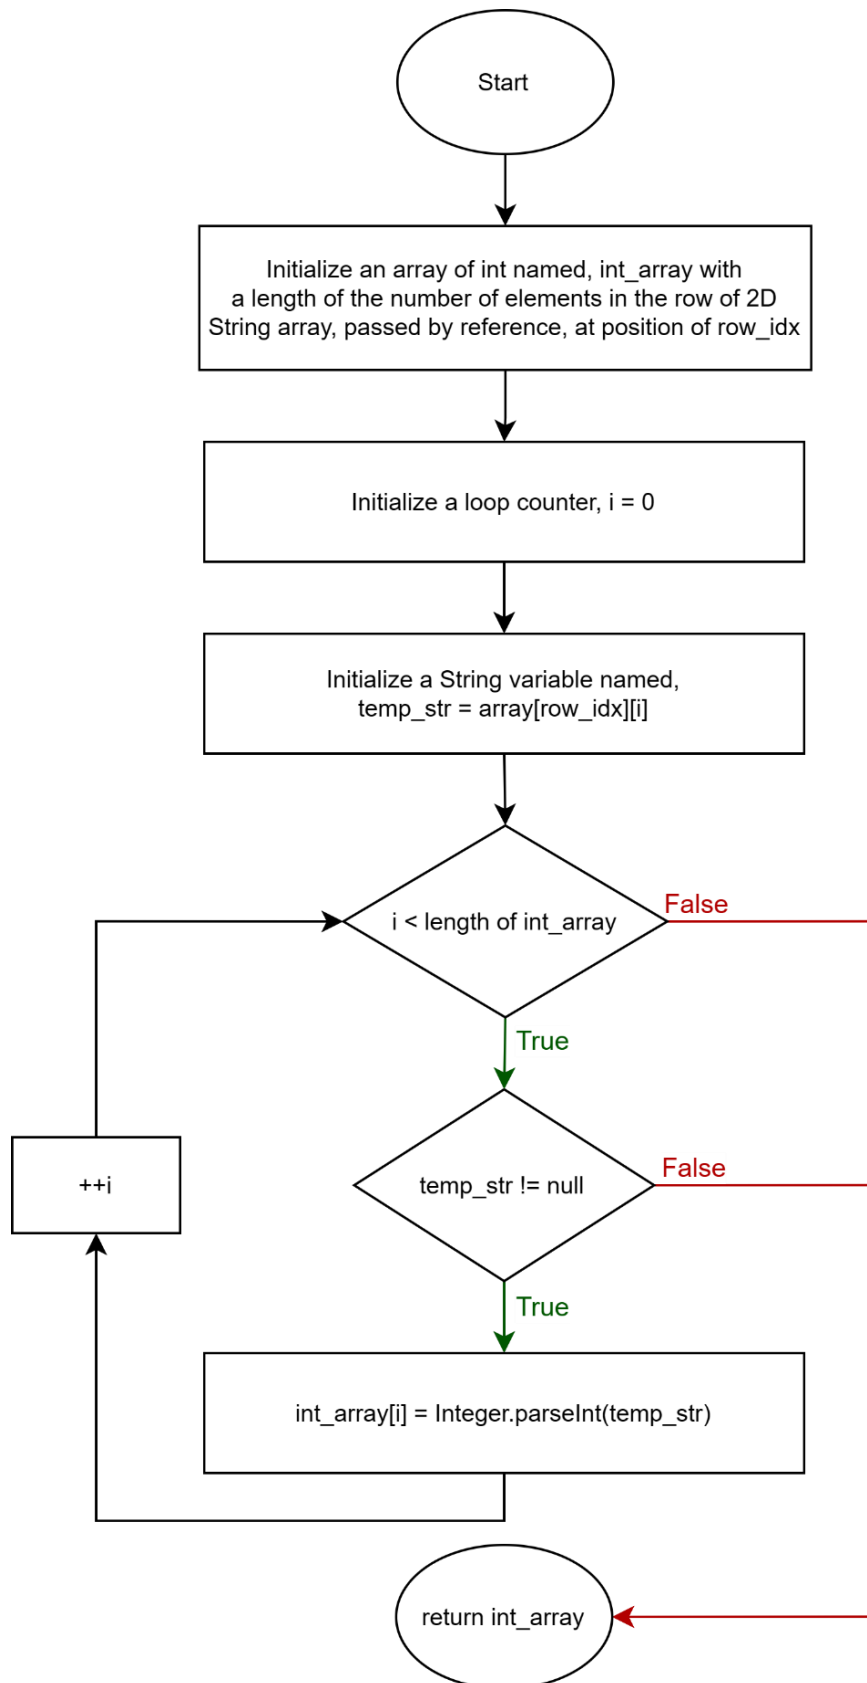 Start
Initialize an array of int named, int_array with
a length of the number of elements in the row of 2D
String array, passed by reference, at position of row_idx
Initialize a loop counter, i = 0
Initialize a String variable named,
temp_str = array[row_idx][i]
i < length of int_array
False
True
temp_str != null
False
++i
True
int_array[i] = Integer.parseInt(temp_str)
return int_array